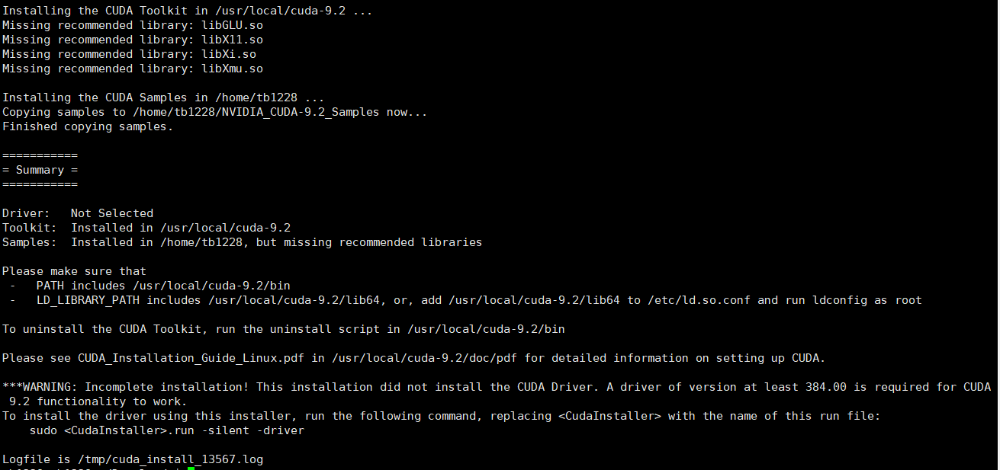 Installing the CUDA Toolkit in /usr/local/cuda-9.2 ...
Missing recommended library: libGLU.so
Missing recommended library: libX11.so
Missing recommended library: libXi.so
Missing recommended library: libXmu.so
Installing the CUDA Samples in /home/tb1228 ...
Copying samples to /home/tb1228/NVIDIA_CUDA-9.2_Samples now...
Finished copying samples.
===========
= Summary =
===========
Driver:   Not Selected
Toolkit:  Installed in /usr/local/cuda-9.2
Samples:  Installed in /home/tb1228, but missing recommended libraries
Please make sure that
 -   PATH includes /usr/local/cuda-9.2/bin
 -   LD_LIBRARY_PATH includes /usr/local/cuda-9.2/lib64, or, add /usr/local/cuda-9.2/lib64 to /etc/ld.so.conf and run ldconfig as root
To uninstall the CUDA Toolkit, run the uninstall script in /usr/local/cuda-9.2/bin
Please see CUDA_Installation_Guide_Linux.pdf in /usr/local/cuda-9.2/doc/pdf for detailed information on setting up CUDA.
***WARNING: Incomplete installation! This installation did not install the CUDA Driver. A driver of version at least 384.00 is required for CUDA
 9.2 functionality to work.
To install the driver using this installer, run the following command, replacing <CudaInstaller> with the name of this run file:
    sudo <CudaInstaller>.run -silent -driver
Logfile is /tmp/cuda_install_13567.log